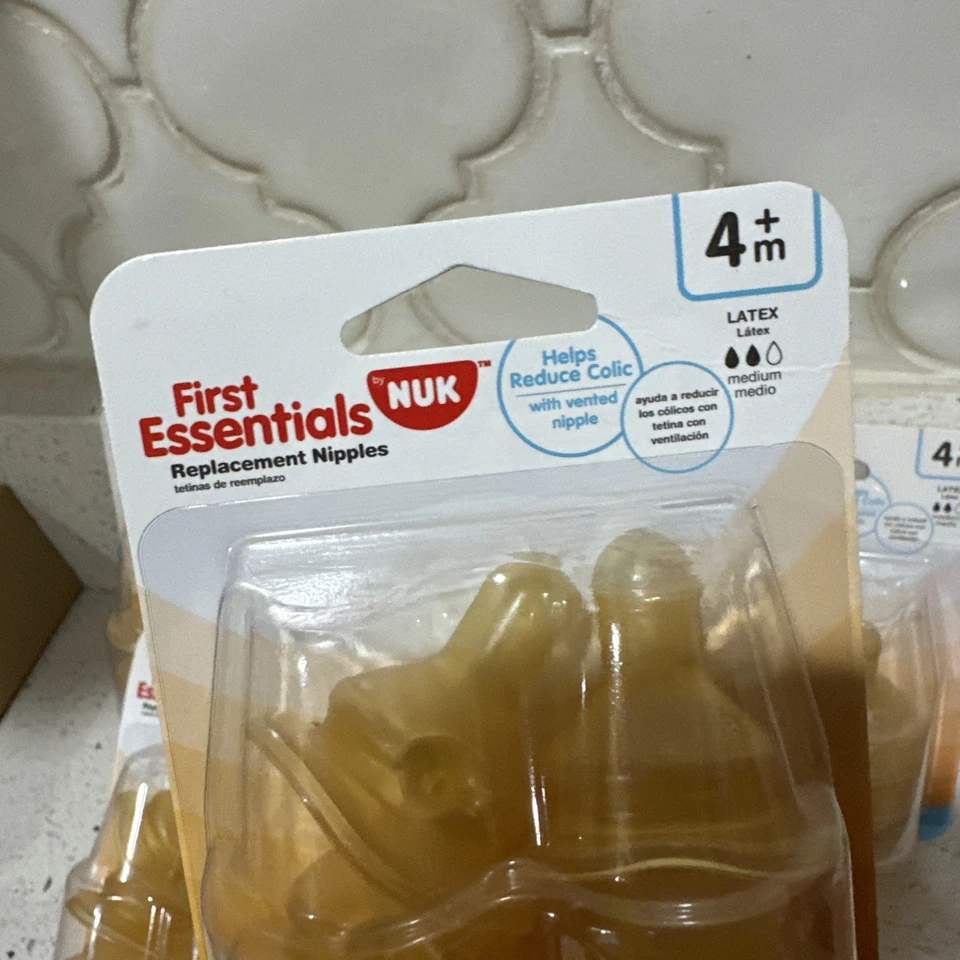 4+
m
LATEX
Látex
medium
medio
Helps
Reduce Colic
with vented
nipple
ayuda a reducir
los cólicos con
tetina con
ventilación
First
Essentials
by NUK™
Replacement Nipples
tetinas de reemplazo